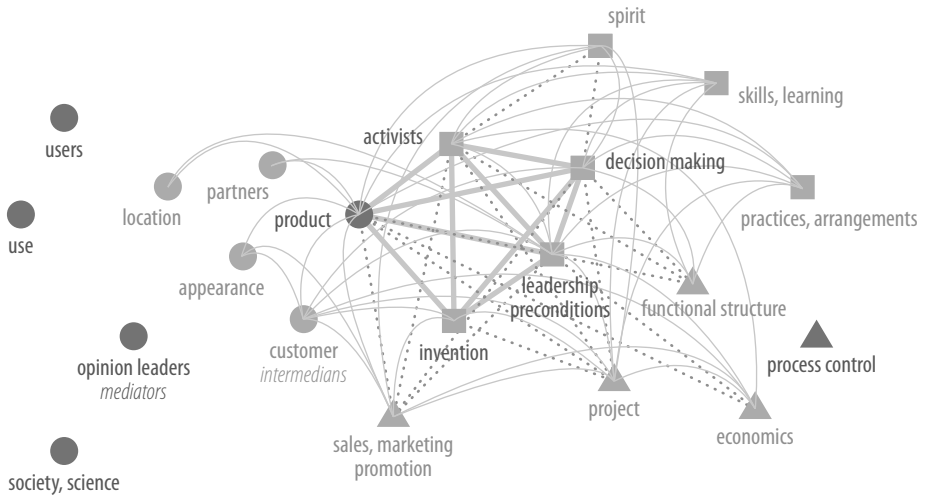 spirit
skills, learning
activists
users
decision making
partners
location
product
practices, arrangements
use
appearance
leadership
preconditions
functional structure
customer
intermedians
invention
opinion leaders
mediators
process control
project
economics
sales, marketing
promotion
society, science